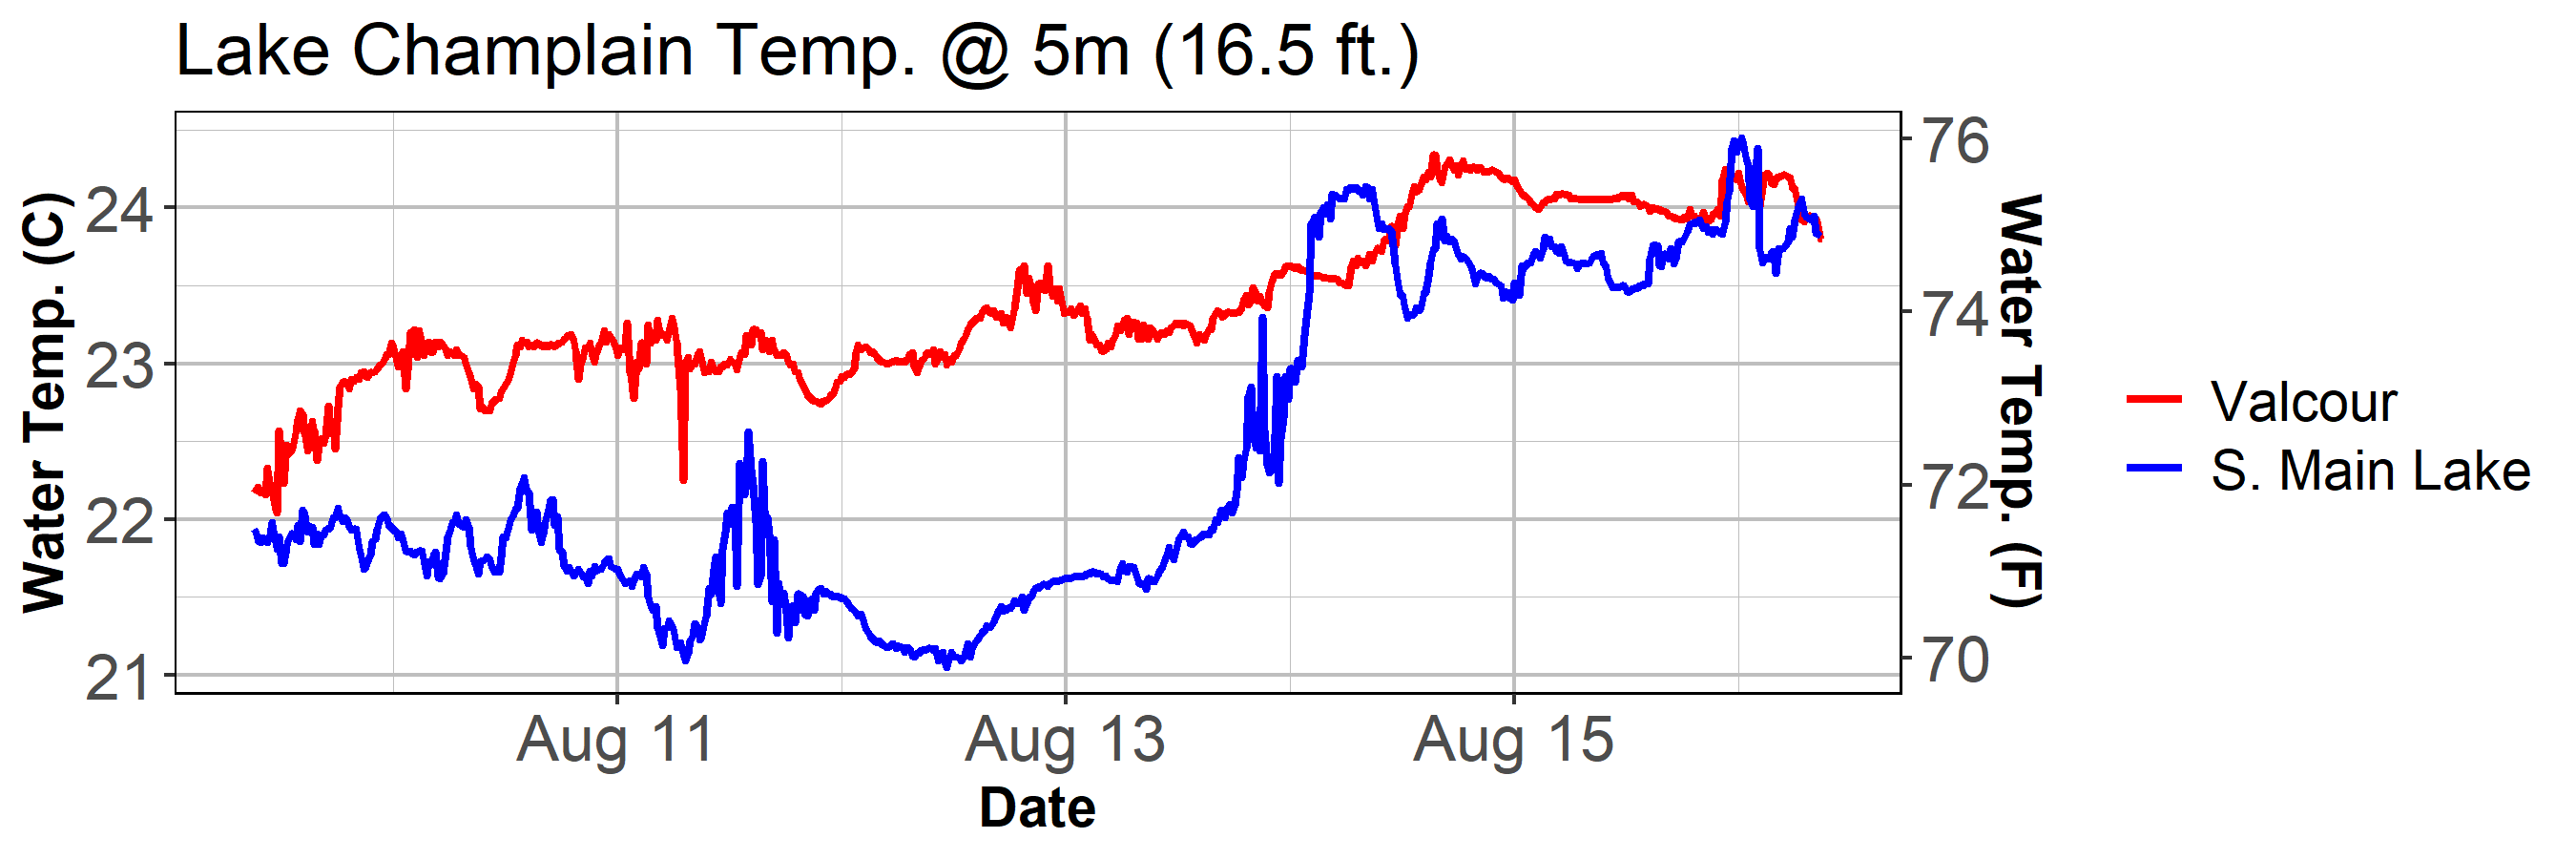 Lake Champlain Temp. @ 5m (16.5 ft.)
Water Temp. (C)
24
23
22
21
76
74
72
70
Water Temp. (F)
Aug 11
Aug 13
Aug 15
Date
Valcour
S. Main Lake